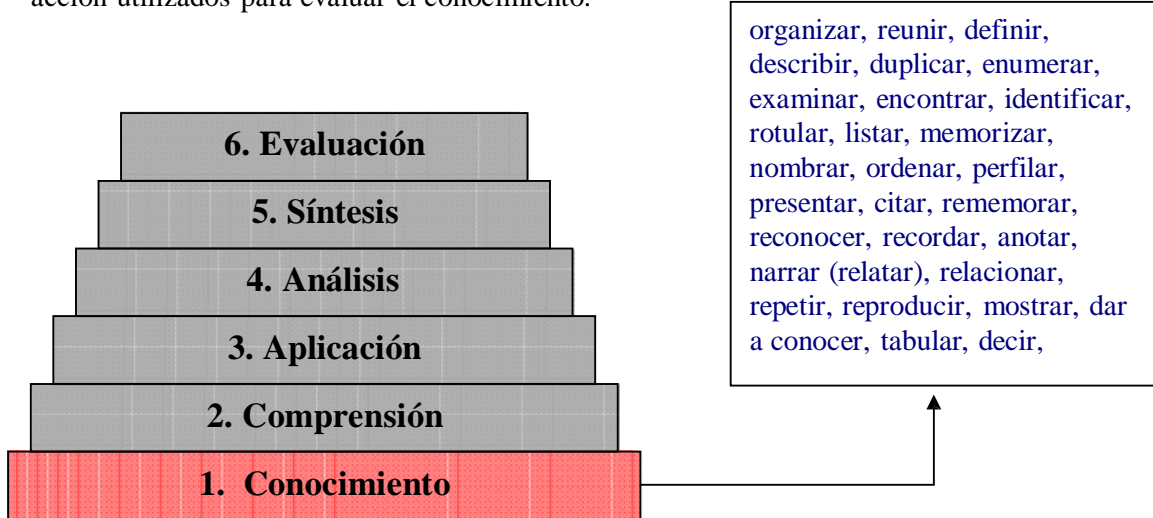 acción utilizados para evaluar el conocimiento.
organizar, reunir, definir,
describir, duplicar, enumerar,
examinar, encontrar, identificar,
rotular, listar, memorizar,
nombrar, ordenar, perfilar,
presentar, citar, rememorar,
reconocer, recordar, anotar,
narrar (relatar), relacionar,
repetir, reproducir, mostrar, dar
a conocer, tabular, decir,
6. Evaluación
5. Síntesis
4. Análisis
3. Aplicación
2. Comprensión
1. Conocimiento